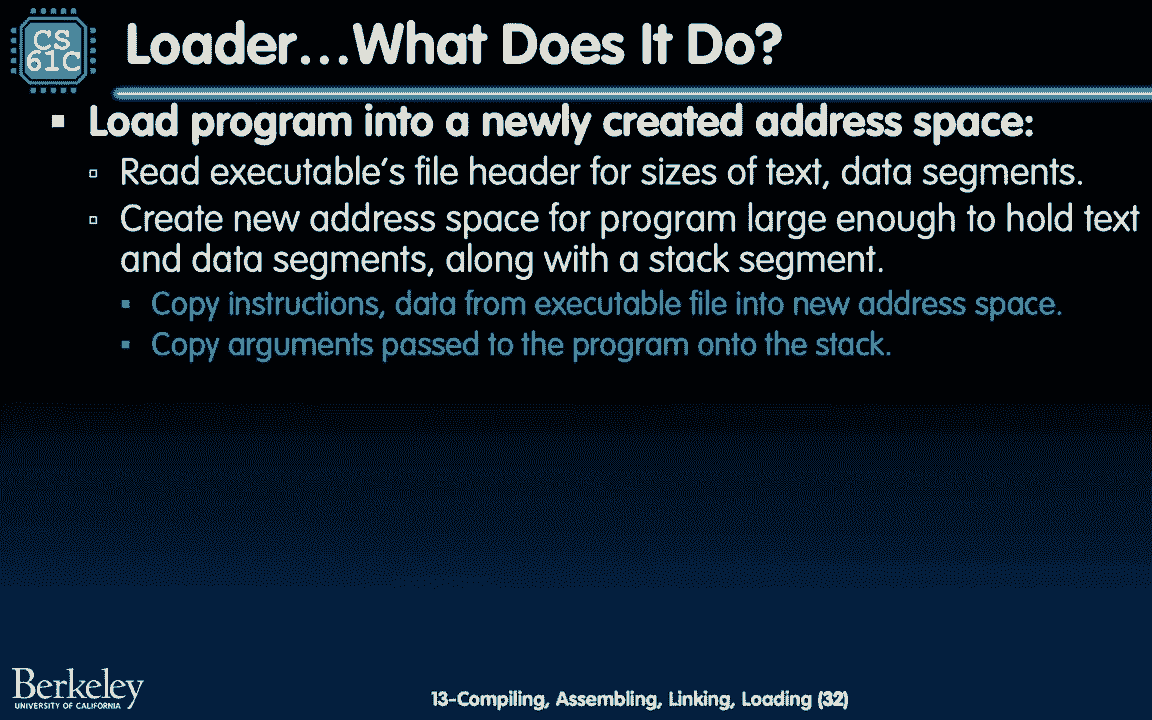 CS
61C
Loader...What Does It Do?
▪ Load program into a newly created address space:
▫ Read executable’s file header for sizes of text, data segments.
▫ Create new address space for program large enough to hold text
and data segments, along with a stack segment.
▪ Copy instructions, data from executable file into new address space.
▪ Copy arguments passed to the program onto the stack.
Berkeley
UNIVERSITY OF CALIFORNIA
13-Compiling, Assembling, Linking, Loading (32)